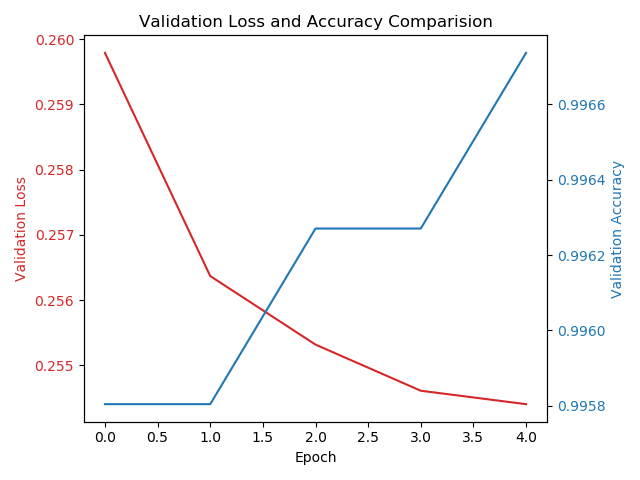 Validation Loss and Accuracy Comparision
0.260
0.259
0.258
0.257
0.256
0.255
Validation Loss
0.9966
0.9964
0.9962
0.9960
0.9958
Validation Accuracy
0.0 0.5 1.0 1.5 2.0 2.5 3.0 3.5 4.0
Epoch